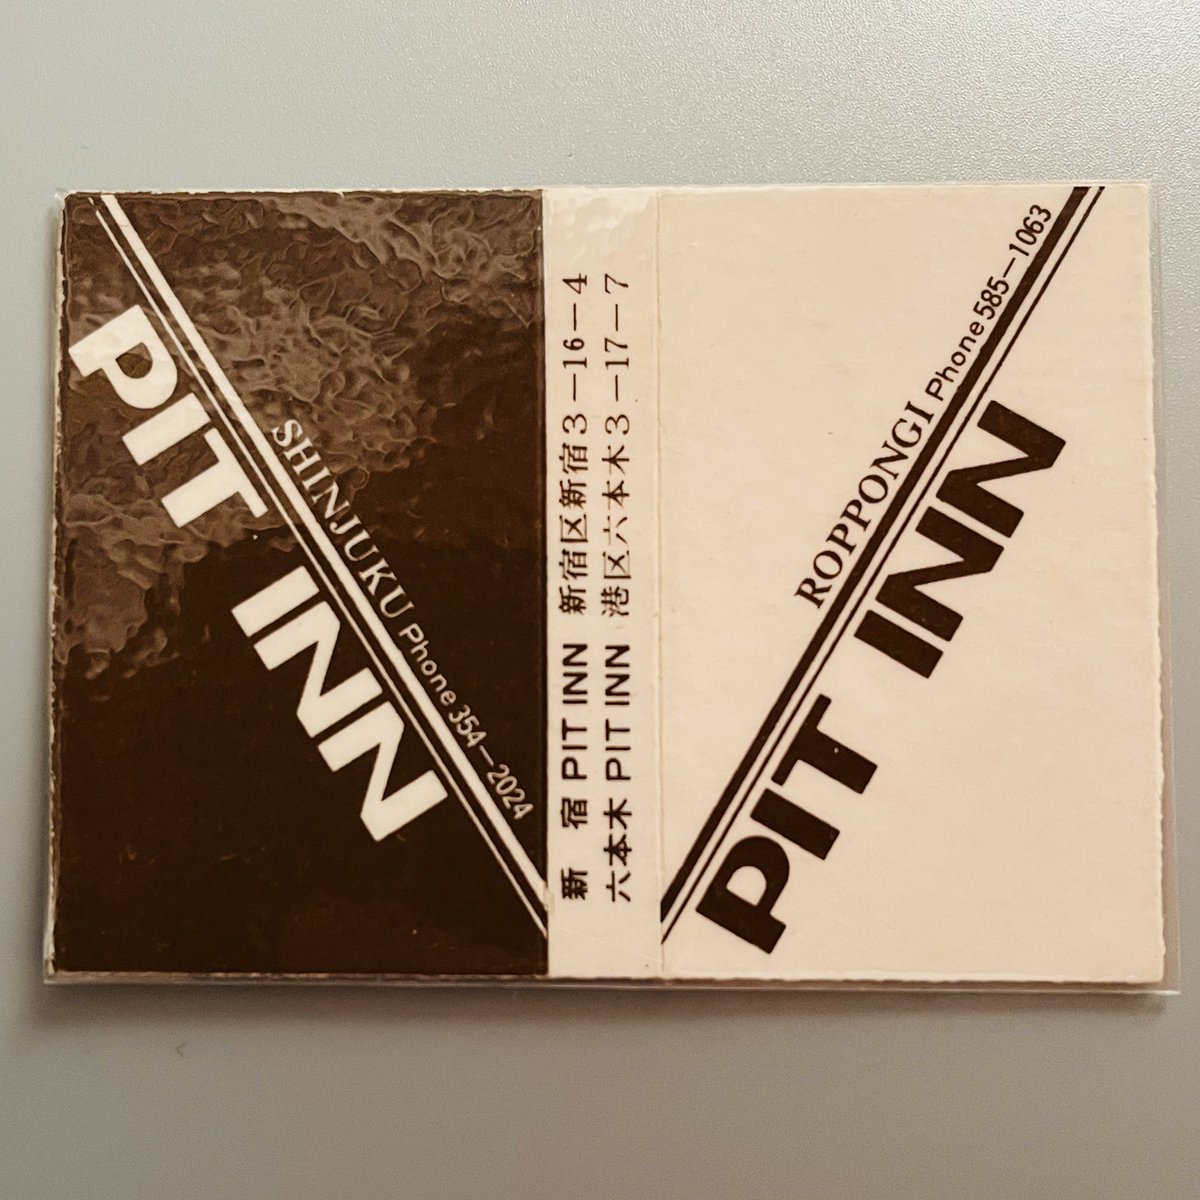 PIT INN
SHINJUKU Phone 354-2024
新 宿 PIT INN 新宿区新宿3-16-4
六本木 PIT INN 港区六本木3-17-7
ROPPONGI Phone 585-1063
PIT INN